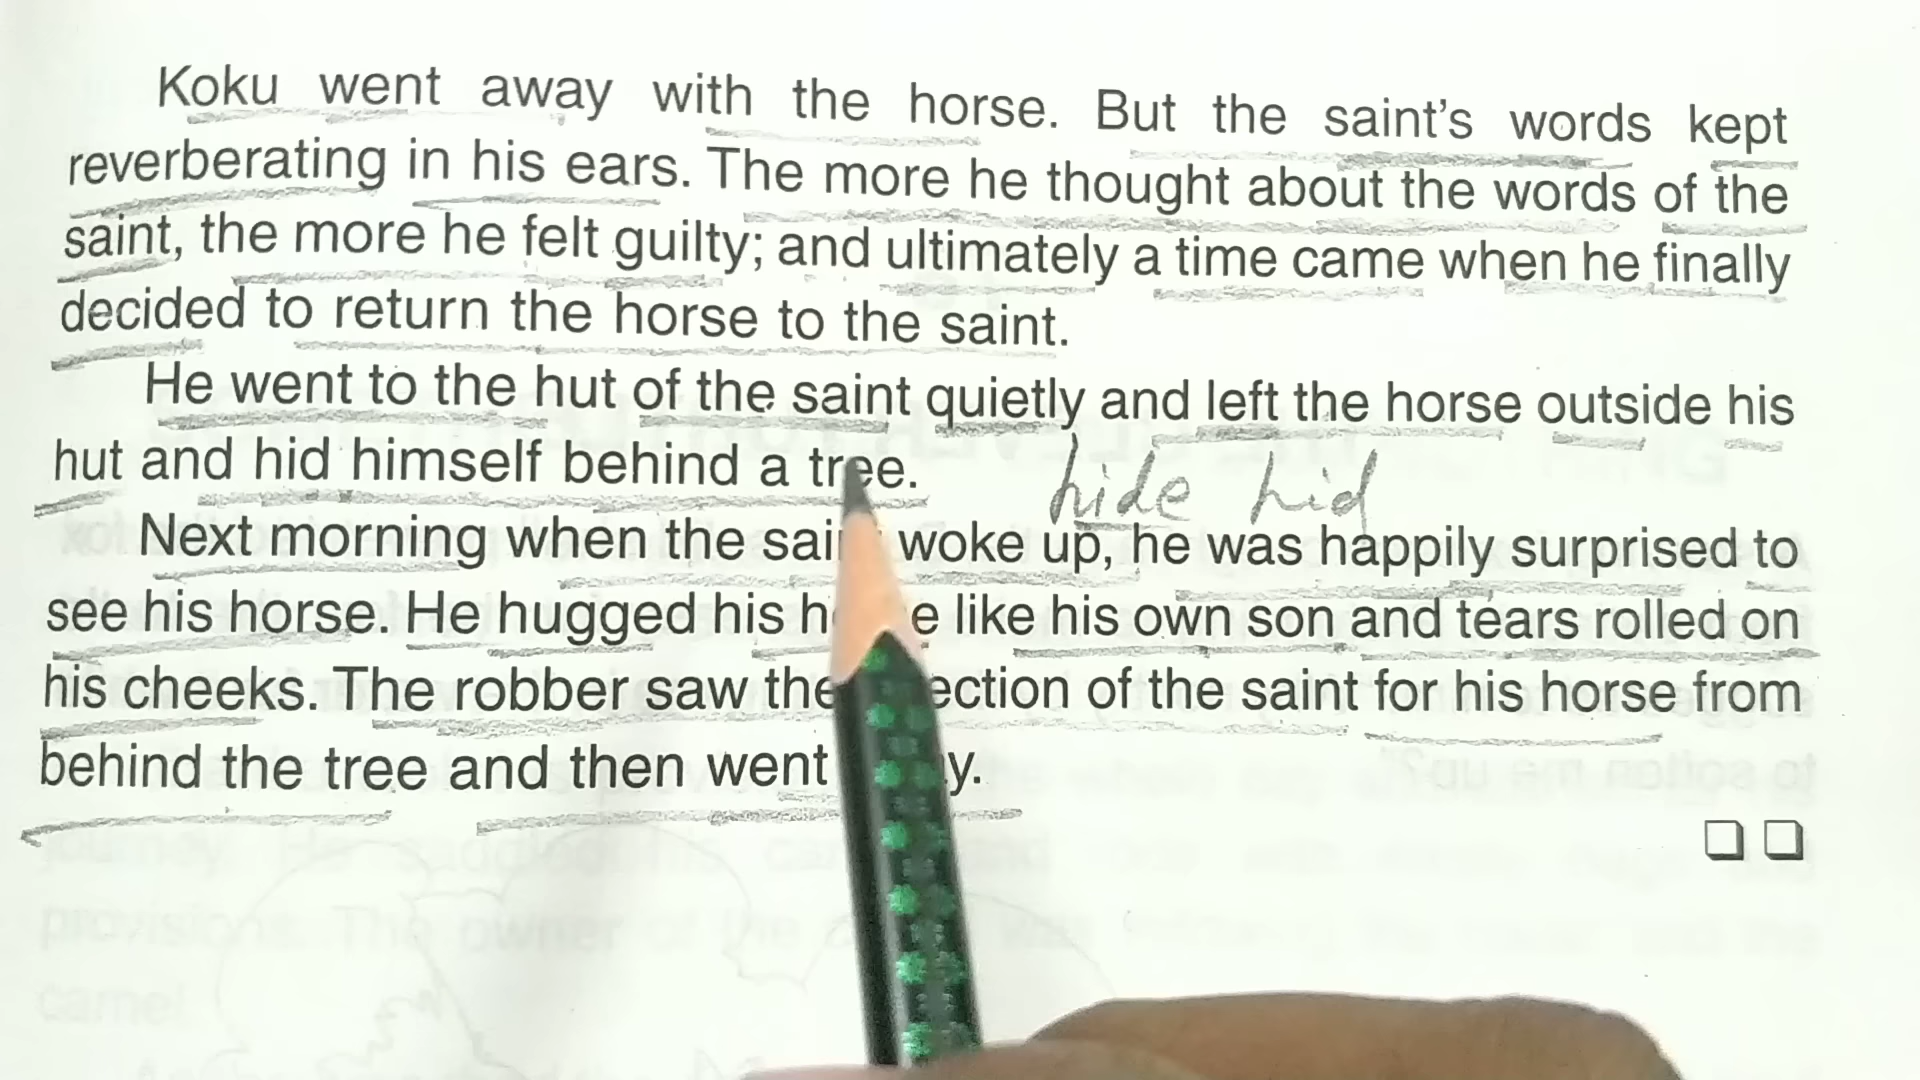 Koku went away with the horse. But the saint's words kept
reverberating in his ears. The more he thought about the words of the
saint, the more he felt guilty; and ultimately a time came when he finally
decided to return the horse to the saint.
He went to the hut of the saint quietly and left the horse outside his
hut and hid himself behind a tree.
hide hid
Next morning when the woke up, he was happily surprised to
see his horse. He hugged his like his own son and tears rolled on
his cheeks. The robber saw the of the saint for his horse from
behind the tree and then went